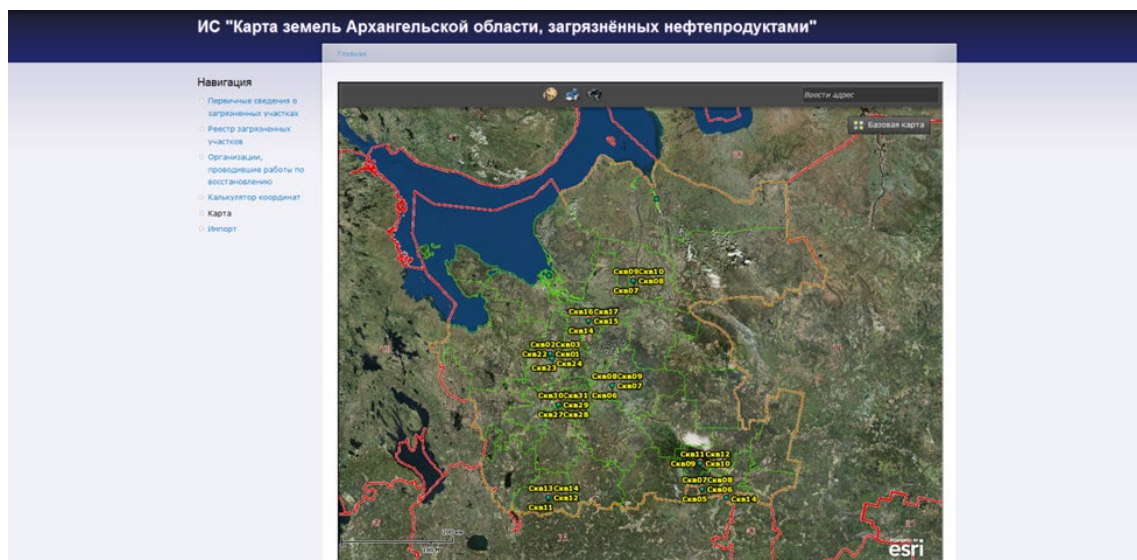 ИС "Карта земель Архангельской области, загрязнённых нефтепродуктами"
Главная
Навигация
Первичные сведения о
загрязненных участках
Реестр загрязненных
участков
Организации,
проводившие работы по
восстановлению
Калькулятор координат
Карта
Импорт
Ввести адрес
Базовая карта
Скв09Скв10
Скв08
Скв07
Скв16Скв17
Скв15
Скв14
Скв02Скв03
Скв22 Скв01
Скв24
Скв23
Скв08Скв09
Скв07
Скв30Скв31 Скв06
Скв29
Скв27Скв28
Скв11Скв12
Скв09 Скв10
Скв07Скв08
Скв06
Скв05 Скв14
Скв13Скв14
Скв12
Скв11
esri